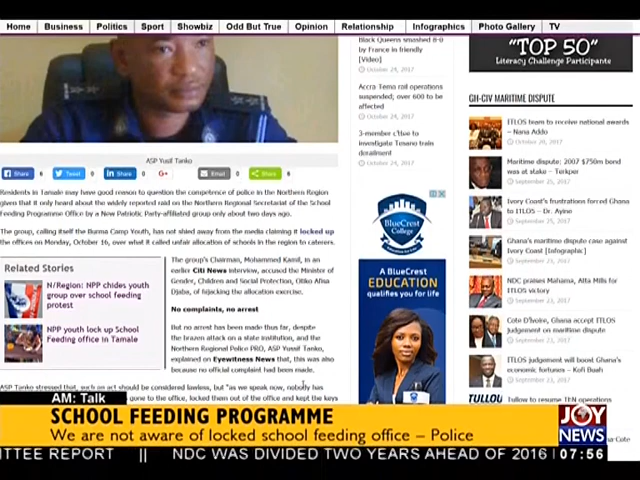 Home Business Politics Sport Showbiz Odd But True Opinion Relationship Infographics Photo Gallery TV
ASP Yusif Tanko
Share 6 Tweet 0 Share 0 Email 0 Share 6
Residents in Tamale may have good reason to question the competence of police in the Northern Region
given that it only heard about the widely reported raid on the Northern Regional Secretariat of the School
Feeding Programme Office by a New Patriotic Party-affiliated group only about two days ago.
The group, calling itself the Burma Camp Youth, has not shied away from the media claiming it locked up
the offices on Monday, October 16, over what it called unfair allocation of schools in the region to caterers.
Related Stories
N/Region: NPP chides youth
group over school feeding
protest
NPP youth lock up School
Feeding office in Tamale
The group's Chairman, Mohammed Kamil, in an
earlier Citi News interview, accused the Minister of
Gender, Children and Social Protection, Otiko Afisa
Djaba, of hijacking the allocation exercise.
No complaints, no arrest
But no arrest has been made thus far, despite
the brazen attack on a state institution, and the
Northern Regional Police PRO, ASP Yusif Tanko,
explained on Eyewitness News that, this was also
because no official complaint had been made.
ASP Tanko stressed that, such an act should be considered lawless, but "as we speak now, nobody has
gone to the office, locked them out of the office and kept the keys
Black Queens smashed 8-0
by France in friendly
[Video]
October 24, 2017
Accra Tema rail operations
suspended; over 600 to be
affected
October 24, 2017
3-member c'ttee to
investigate Tesano train
derailment
October 24, 2017
BlueCrest
College
A BlueCrest
EDUCATION
qualifies you for life
"TOP 50"
Literacy Challenge Participants
GH-CIV MARITIME DISPUTE
ITLOS team to receive national awards
– Nana Addo
October 20, 2017
Maritime dispute: 2007 $750m bond
was at stake – Terkper
September 25, 2017
Ivory Coast's frustrations forced Ghana
to ITLOS – Dr. Ayine
September 25, 2017
Ghana's maritime dispute case against
Ivory Coast [Infographic]
September 23, 2017
NDC praises Mahama, Atta Mills for
ITLOS victory
September 23, 2017
Cote D'Ivoire, Ghana accept ITLOS
judgement on maritime dispute
September 23, 2017
ITLOS judgement will boost Ghana's
economic fortunes – Kofi Buah
September 23, 2017
TULLOW Tullow to resume TEN operations
AM: Talk
SCHOOL FEEDING PROGRAMME
We are not aware of locked school feeding office – Police
JOY
NEWS
ITTEE REPORT || NDC WAS DIVIDED TWO YEARS AHEAD OF 2016 || 07:56